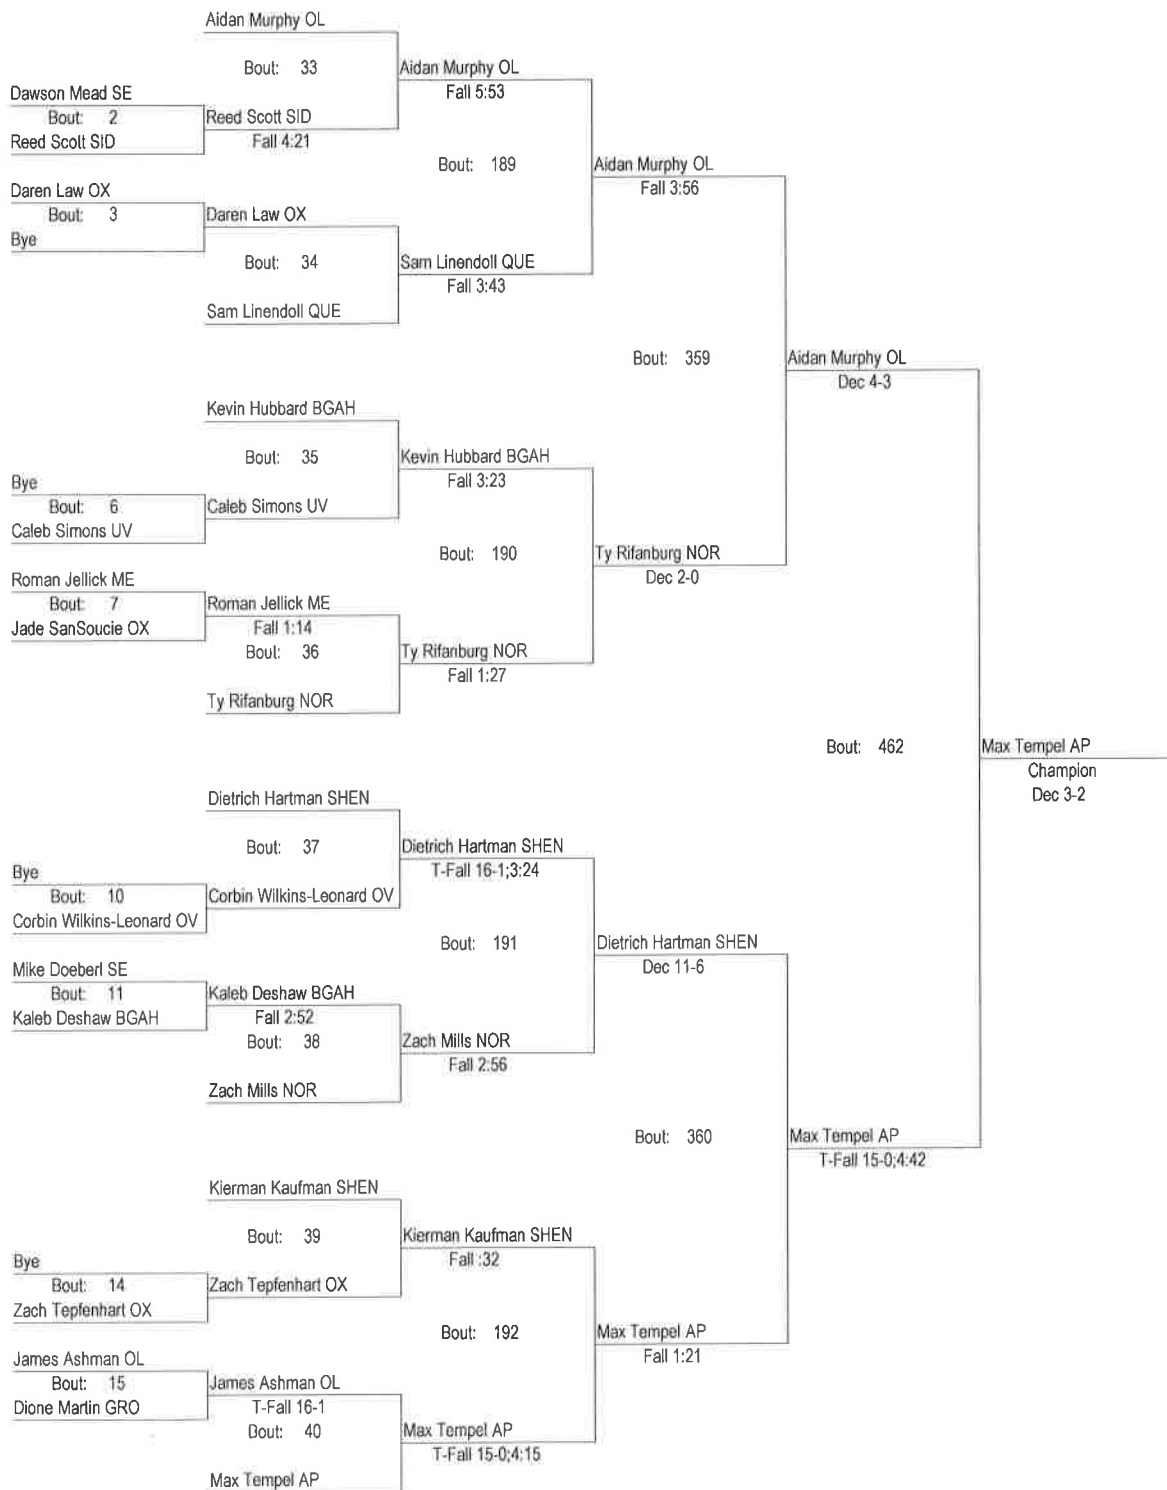 Aidan Murphy OL
Bout: 33
Aidan Murphy OL
Fall 5:53
Dawson Mead SE
Bout: 2
Reed Scott SID
Reed Scott SID
Fall 4:21
Bout: 189
Aidan Murphy OL
Fall 3:56
Daren Law OX
Bout: 3
Bye
Daren Law OX
Bout: 34
Sam Linendoll QUE
Fall 3:43
Sam Linendoll QUE
Bout: 359
Aidan Murphy OL
Dec 4-3
Kevin Hubbard BGAH
Bout: 35
Kevin Hubbard BGAH
Fall 3:23
Bye
Bout: 6
Caleb Simons UV
Caleb Simons UV
Bout: 190
Ty Rifanburg NOR
Dec 2-0
Roman Jellick ME
Bout: 7
Jade SanSoucie OX
Roman Jellick ME
Fall 1:14
Bout: 36
Ty Rifanburg NOR
Fall 1:27
Ty Rifanburg NOR
Bout: 462
Max Tempel AP
Champion
Dec 3-2
Dietrich Hartman SHEN
Bout: 37
Dietrich Hartman SHEN
T-Fall 16-1;3:24
Bye
Bout: 10
Corbin Wilkins-Leonard OV
Corbin Wilkins-Leonard OV
Bout: 191
Dietrich Hartman SHEN
Dec 11-6
Mike Doeberl SE
Bout: 11
Kaleb Deshaw BGAH
Kaleb Deshaw BGAH
Fall 2:52
Bout: 38
Zach Mills NOR
Fall 2:56
Zach Mills NOR
Bout: 360
Max Tempel AP
T-Fall 15-0;4:42
Kierman Kaufman SHEN
Bout: 39
Kierman Kaufman SHEN
Fall :32
Bye
Bout: 14
Zach Tepfenhart OX
Zach Tepfenhart OX
Bout: 192
Max Tempel AP
Fall 1:21
James Ashman OL
Bout: 15
Dione Martin GRO
James Ashman OL
T-Fall 16-1
Bout: 40
Max Tempel AP
T-Fall 15-0;4:15
Max Tempel AP